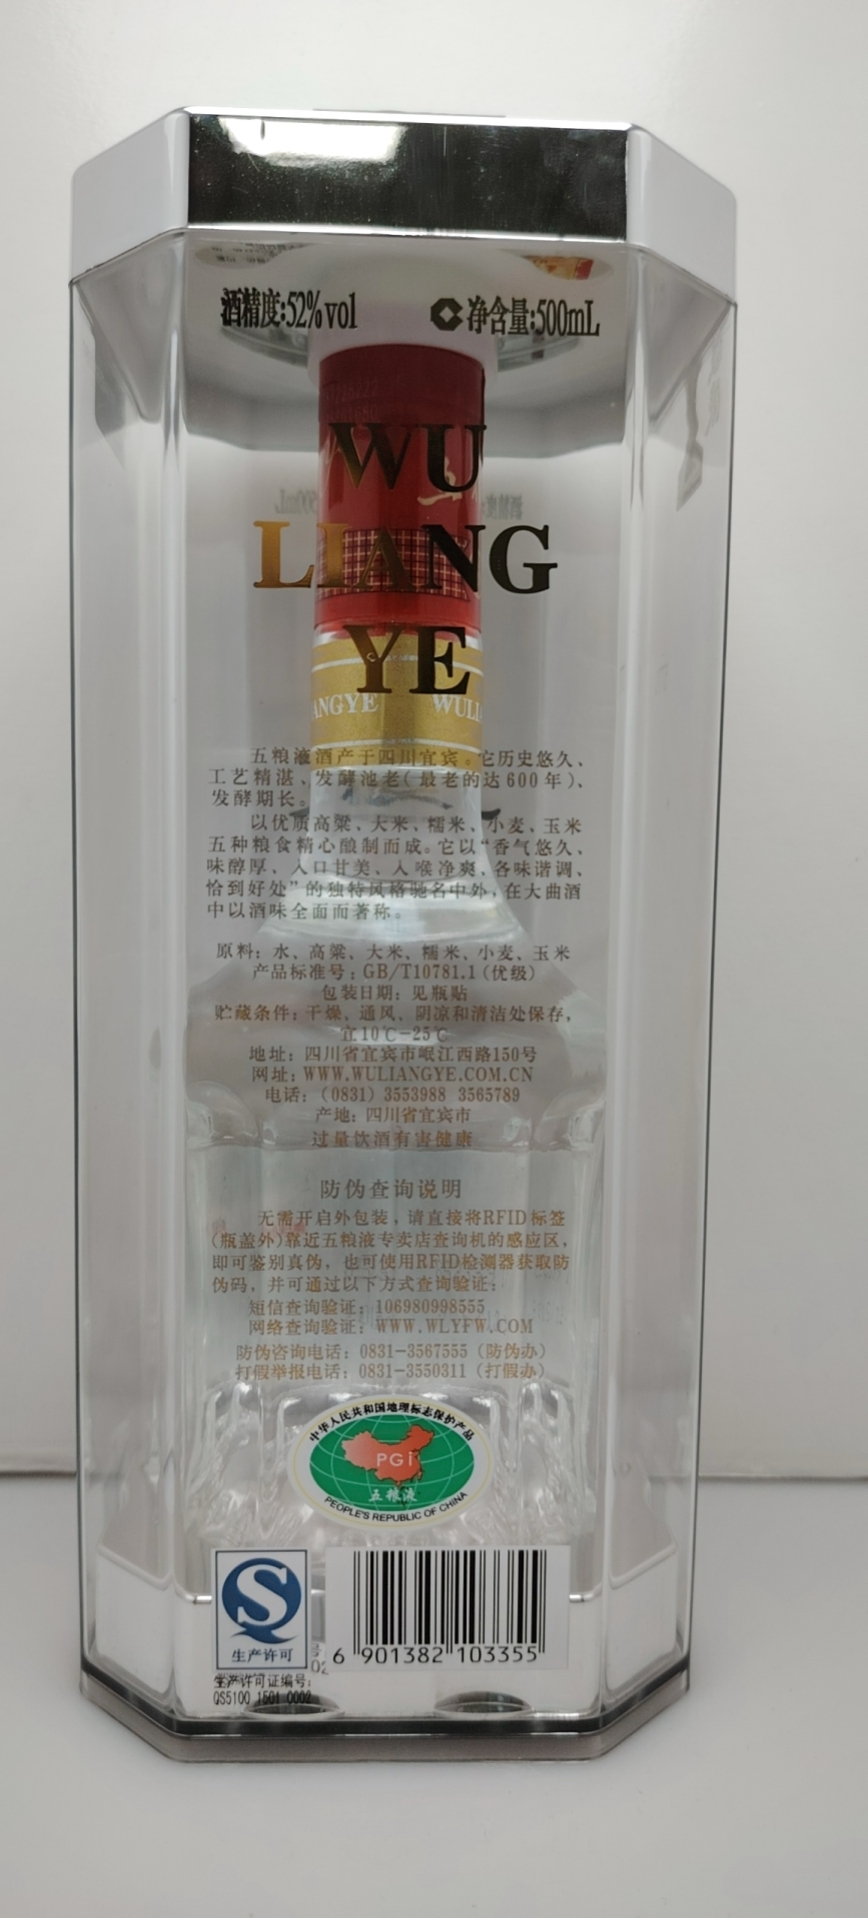 酒精度:52%vol 净含量:500mL
WU
LIANG
YE
ANGYE WULI
五粮液酒产于四川宜宾。它历史悠久、
工艺精湛、发酵池老(最老的达600年)、
发酵期长。
以优质高粱、大米、糯米、小麦、玉米
五种粮食精心酿制而成。它以“香气悠久、
味醇厚、入口甘美、入喉净爽、各味谐调、
恰到好处”的独特风格驰名中外,在大曲酒
中以酒味全面而著称。
原料：水、高粱、大米、糯米、小麦、玉米
产品标准号：GB/T10781.1(优级)
包装日期：见瓶贴
贮藏条件：干燥、通风、阴凉和清洁处保存，
宜10℃-25℃
地址：四川省宜宾市岷江西路150号
网址：WWW.WULIANGYE.COM.CN
电话：(0831) 3553988 3565789
产地：四川省宜宾市
过量饮酒有害健康
防伪查询说明
无需开启外包装，请直接将RFID标签
(瓶盖外)靠近五粮液专卖店查询机的感应区，
即可鉴别真伪，也可使用RFID检测器获取防
伪码，并可通过以下方式查询验证：
短信查询验证：106980998555
网络查询验证：WWW.WLYFW.COM
防伪咨询电话：0831-3567555 (防伪办)
打假举报电话：0831-3550311 (打假办)
中华人民共和国地理标志保护产品
PGI
五粮液
PEOPLE'S REPUBLIC OF CHINA
S
生产许可
6 901382 103355
生产许可证编号:
QS5100 1501 0002